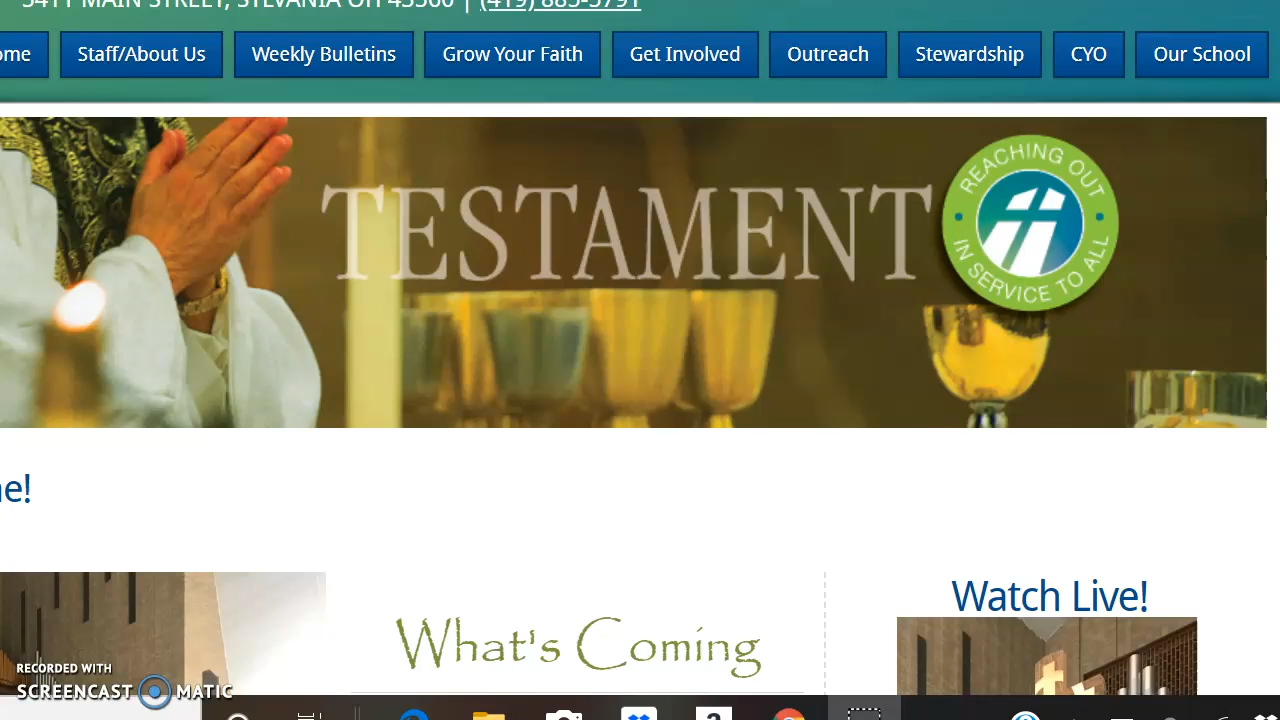 5411 MAIN STREET, SYLVANIA OH 43560 | (419) 885-5791
ome Staff/About Us Weekly Bulletins Grow Your Faith Get Involved Outreach Stewardship CYO Our School
TESTAMENT
REACHING OUT
IN SERVICE TO ALL
e!
What's Coming
Watch Live!
RECORDED WITH
SCREENCAST MATIC